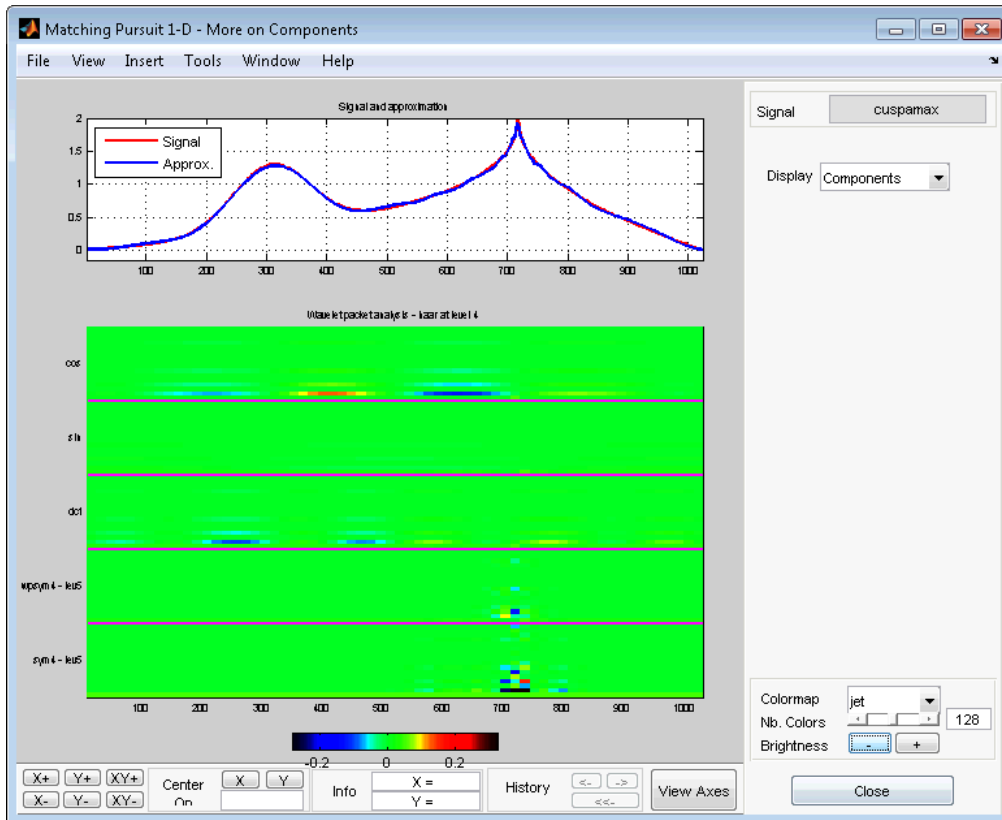 Matching Pursuit 1-D - More on Components
File View Insert Tools Window Help
Signal and approximation
2
1.5
1
0.5
0
Signal
Approx.
100 200 300 400 500 600 700 800 900 1000
Wavelet packet analysis - haar at level 4
cos
sin
dct
wpsym4 - lev5
sym4 - lev5
100 200 300 400 500 600 700 800 900 1000
-0.2 0 0.2
Signal cuspamax
Display Components
Colormap jet
Nb. Colors 128
Brightness - +
Close
X+ Y+ XY+
X- Y- XY-
Center On X Y
Info X =
Y =
History <- ->
<<-
View Axes